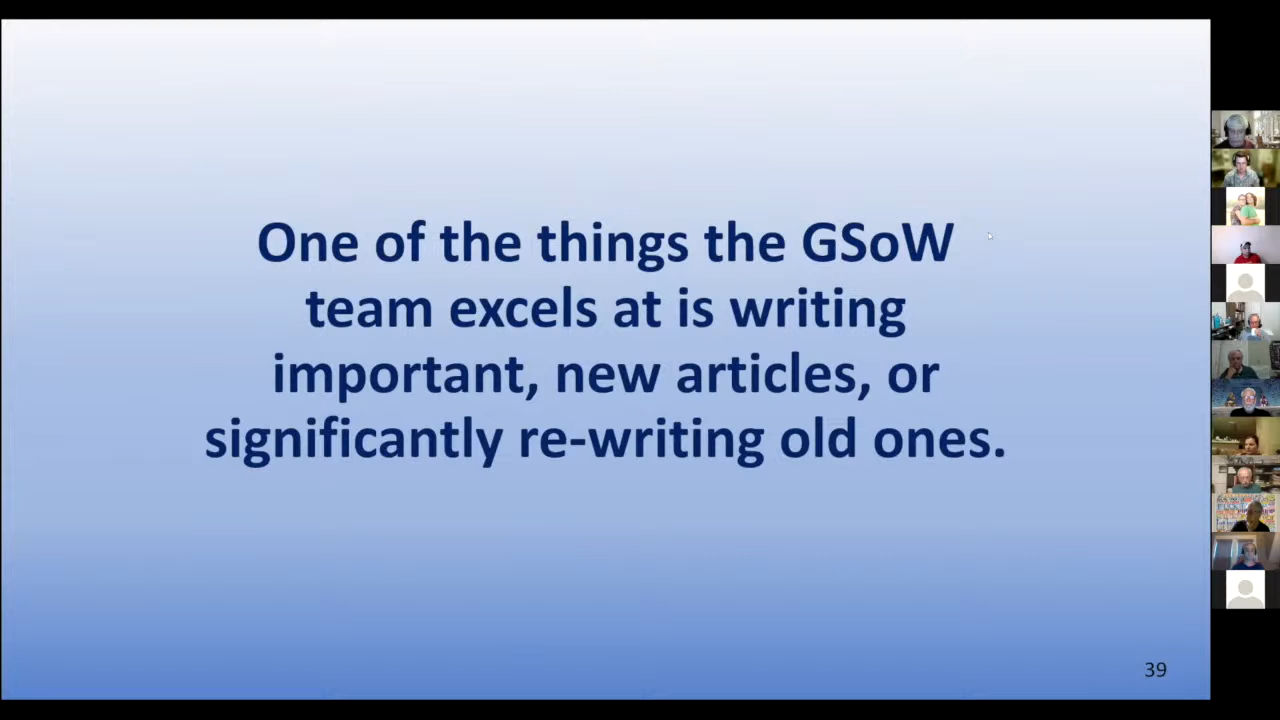 One of the things the GSoW
team excels at is writing
important, new articles, or
significantly re-writing old ones.
39